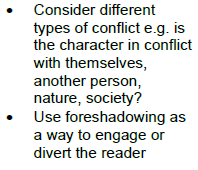 • Consider different
types of conflict e.g. is
the character in conflict
with themselves,
another person,
nature, society?
• Use foreshadowing as
a way to engage or
divert the reader